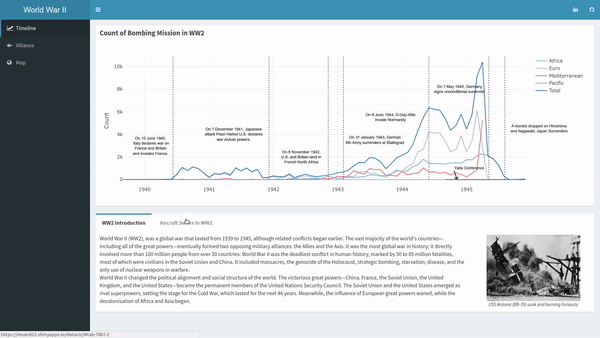 World War II
Timeline
Alliance
Map
Count of Bombing Mission in WW2
Africa
Euro
Mediterranean
Pacific
Total
Count
10k
8k
6k
4k
2k
0
1940
1941
1942
1943
1944
1945
On 10 June 1940,
Italy declares war on
France and Britain
and invades France.
On 7 December 1941, Japanese
attack Pearl Harbor.U.S. declares
war on Axis powers.
On 8 November 1942,
U.S. and Britain land in
French North Africa
On 31 January 1943, German
6th Army surrenders at Stalingrad
On 6 June 1944, D-Day-Allie
invade Normandy
On 7 May 1945, Germany
signs unconditional surrender
Yalta Conference
A-bombs dropped on Hiroshima
and Nagasaki, Japan Surrenders
WW2 Introduction
Aircraft Series In WW2
World War II (WW2), was a global war that lasted from 1939 to 1945, although related conflicts began earlier. The vast majority of the world's countries—
including all of the great powers—eventually formed two opposing military alliances: the Allies and the Axis. It was the most global war in history; it directly
involved more than 100 million people from over 30 countries. World War II was the deadliest conflict in human history, marked by 50 to 85 million fatalities,
most of which were civilians in the Soviet Union and China. It included massacres, the genocide of the Holocaust, strategic bombing, starvation, disease, and the
only use of nuclear weapons in warfare.
World War II changed the political alignment and social structure of the world. The victorious great powers—China, France, the Soviet Union, the United
Kingdom, and the United States—became the permanent members of the United Nations Security Council. The Soviet Union and the United States emerged as
rival superpowers, setting the stage for the Cold War, which lasted for the next 46 years. Meanwhile, the influence of European great powers waned, while the
decolonisation of Africa and Asia began.
USS Arizona (BB-39) sunk and burning furiously